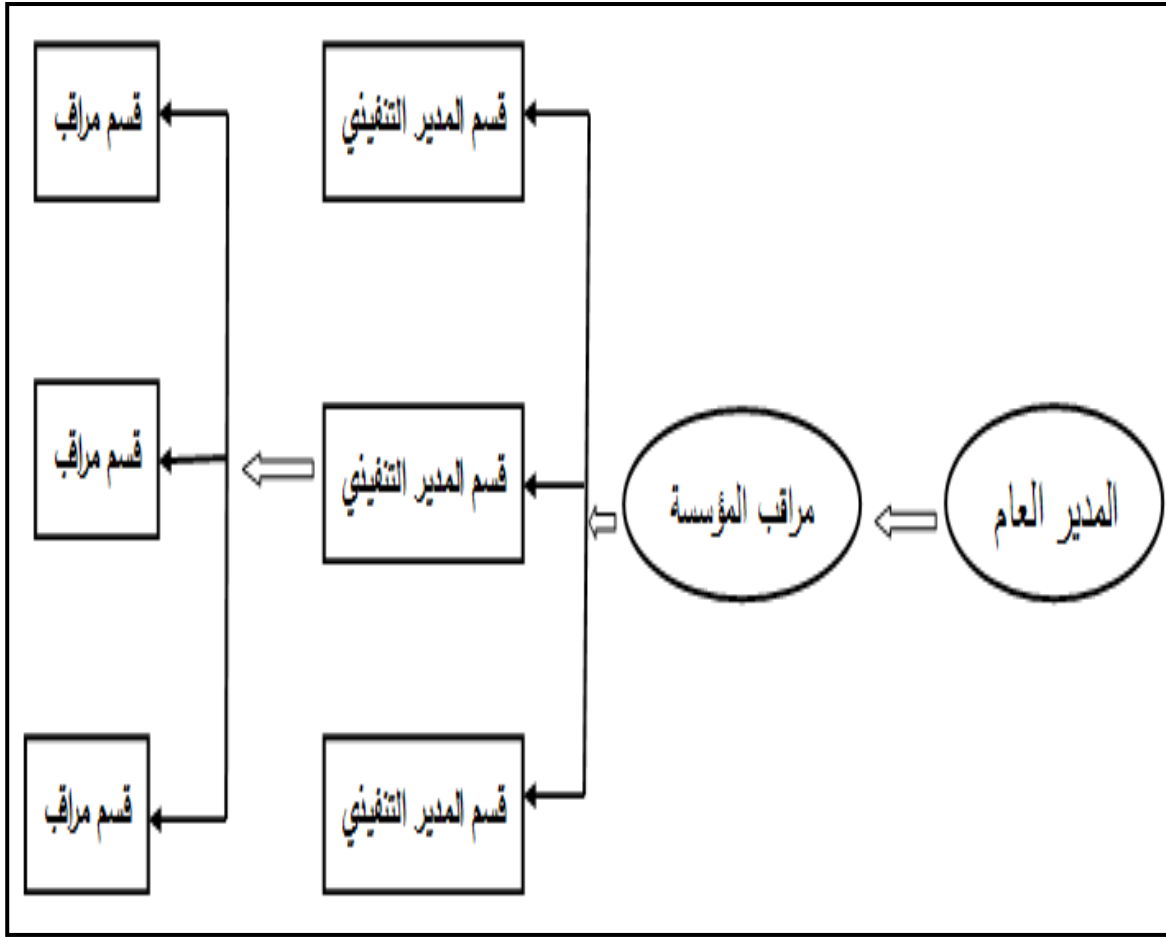 المدير العام
مراقب المؤسسة
قسم المدير التنفيذي
قسم المدير التنفيذي
قسم المدير التنفيذي
قسم مراقب
قسم مراقب
قسم مراقب